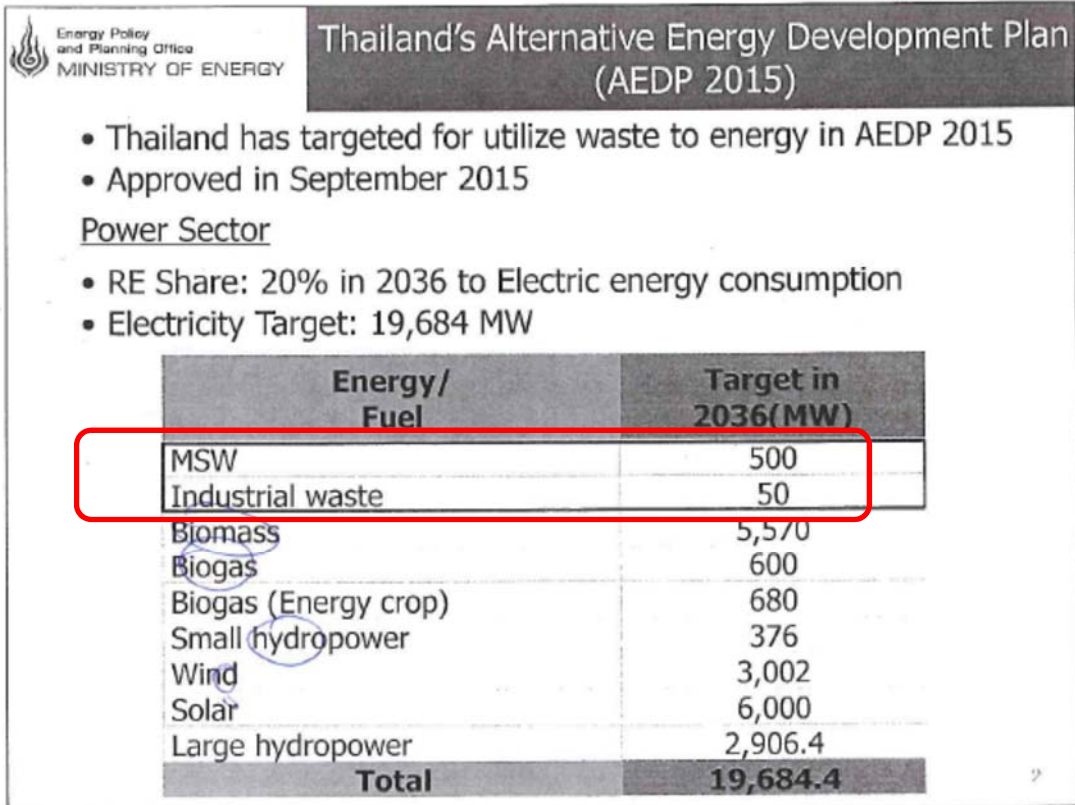 Energy Policy
and Planning Office
MINISTRY OF ENERGY
Thailand's Alternative Energy Development Plan
(AEDP 2015)
• Thailand has targeted for utilize waste to energy in AEDP 2015
• Approved in September 2015
Power Sector
• RE Share: 20% in 2036 to Electric energy consumption
• Electricity Target: 19,684 MW
Energy/ Target in
Fuel 2036(MW)
MSW 500
Industrial waste 50
Biomass 5,570
Biogas 600
Biogas (Energy crop) 680
Small hydropower 376
Wind 3,002
Solar 6,000
Large hydropower 2,906.4
Total 19,684.4
2